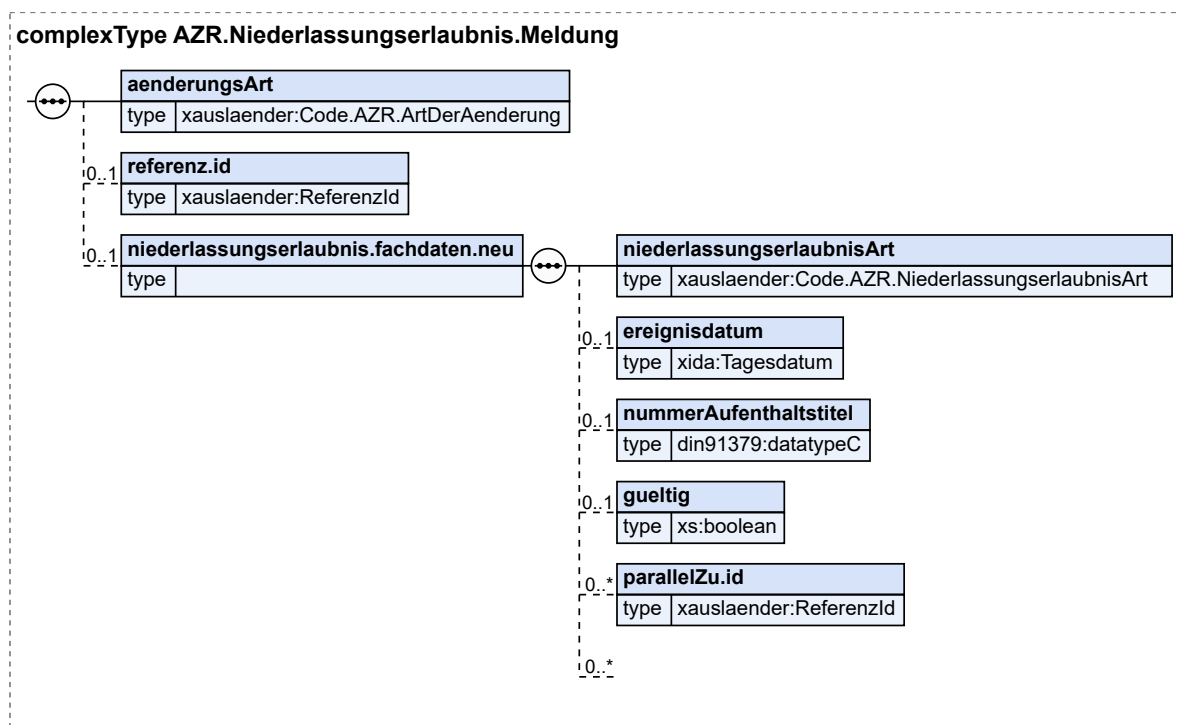 complexType AZR.Niederlassungserlaubnis.Meldung
aenderungsArt
type xauslaender:Code.AZR.ArtDerAenderung
0..1 referenz.id
type xauslaender:ReferenzId
0..1 niederlassungserlaubnis.fachdaten.neu
type
niederlassungserlaubnisArt
type xauslaender:Code.AZR.NiederlassungserlaubnisArt
0..1 ereignisdatum
type xida:Tagesdatum
0..1 nummerAufenthaltstitel
type din91379:datatypeC
0..1 gueltig
type xs:boolean
0..* parallelZu.id
type xauslaender:ReferenzId
0..*